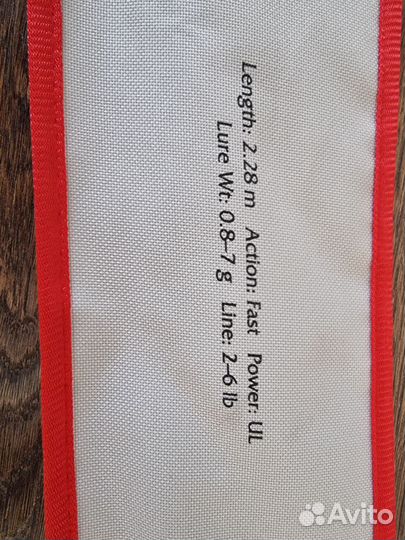 Length: 2.28 m Action: Fast Power: UL
Lure Wt: 0.8–7 g Line: 2–6 lb
Avito